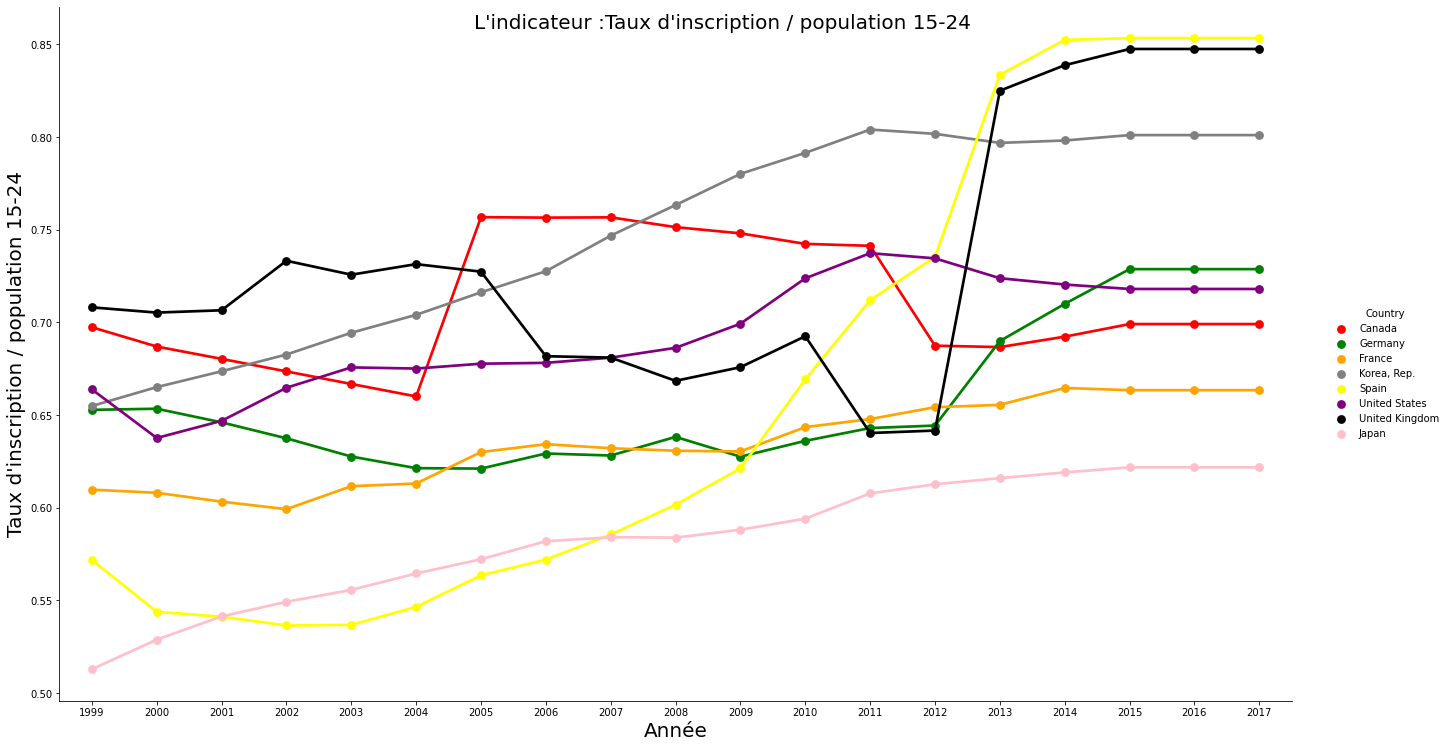 L'indicateur :Taux d'inscription / population 15-24
Taux d'inscription / population 15-24
0.85
0.80
0.75
0.70
0.65
0.60
0.55
0.50
1999 2000 2001 2002 2003 2004 2005 2006 2007 2008 2009 2010 2011 2012 2013 2014 2015 2016 2017
Année
Country
Canada
Germany
France
Korea, Rep.
Spain
United States
United Kingdom
Japan